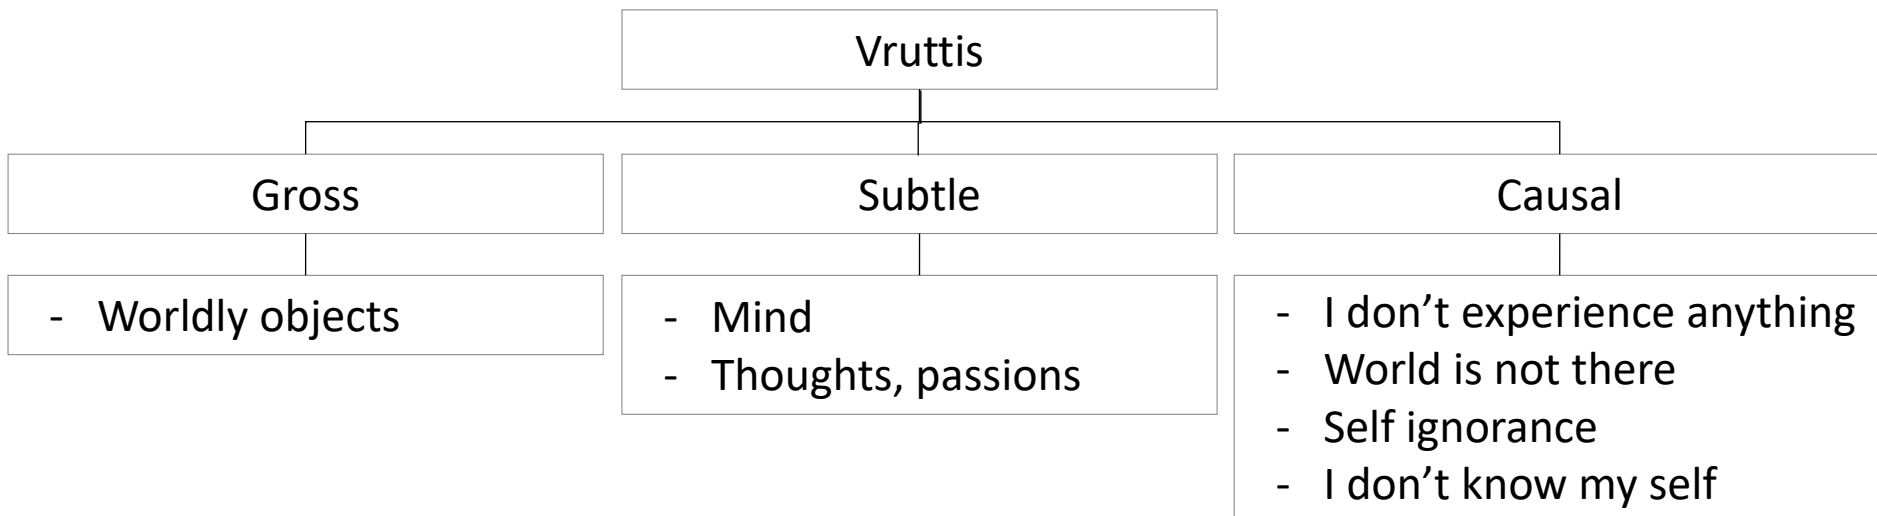 Vruttis
Gross
Subtle
Causal
- Worldly objects
- Mind
- Thoughts, passions
- I don’t experience anything
- World is not there
- Self ignorance
- I don’t know my self